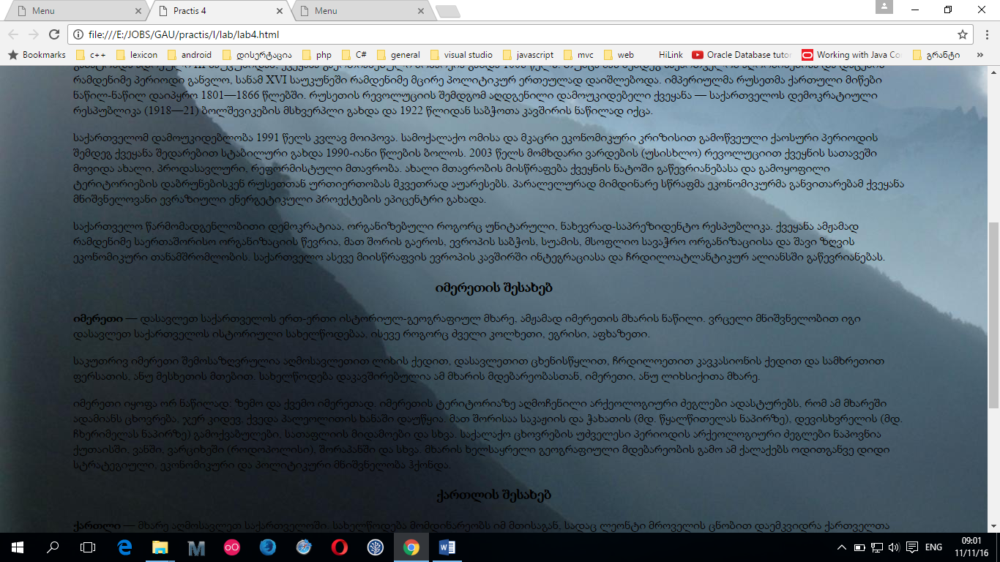 Menu
Practis 4
Menu
file:///E:/JOBS/GAU/practis/I/lab/lab4.html
Bookmarks c++ lexicon android დისერტაცია php C# general visual studio javascript mvc web HiLink Oracle Database tutor Working with Java Co გრანტი »
რამდენიმე პერიოდი განვლო, სანამ XVI საუკუნეში რამდენიმე მცირე პოლიტიკურ ერთეულად დაიშლებოდა. იმპერიულმა რუსეთმა ქართული მიწები
ნაწილ-ნაწილ დაიპყრო 1801—1866 წლებში. რუსეთის რევოლუციის შემდგომ აღდგენილი დამოუკიდებელი ქვეყანა — საქართველოს დემოკრატიული
რესპუბლიკა (1918—21) ბოლშევიკების მსხვერპლი გახდა და 1922 წლიდან საბჭოთა კავშირის ნაწილად იქცა.
საქართველომ დამოუკიდებლობა 1991 წელს კვლავ მოიპოვა. სამოქალაქო ომისა და მკაცრი ეკონომიკური კრიზისით გამოწვეული ქაოსური პერიოდის
შემდეგ ქვეყანა შედარებით სტაბილური გახდა 1990-იანი წლების ბოლოს. 2003 წელს მომხდარი ვარდების (უსისხლო) რევოლუციით ქვეყნის სათავეში
მოვიდა ახალი, პროდასავლური, რეფორმისტული მთავრობა. ახალი მთავრობის მისწრაფება ქვეყნის ნატოში გაწევრიანებასა და გამოყოფილი
ტერიტორიების დაბრუნებისკენ რუსეთთან ურთიერთობას მკვეთრად აუარესებს. პარალელურად მიმდინარე სწრაფმა ეკონომიკურმა განვითარებამ ქვეყანა
მნიშვნელოვანი ევრაზიული ენერგეტიკული პროექტების ეპიცენტრი გახადა.
საქართველო წარმომადგენლობითი დემოკრატიაა, ორგანიზებული როგორც უნიტარული, ნახევრად-საპრეზიდენტო რესპუბლიკა. ქვეყანა ამჟამად
რამდენიმე საერთაშორისო ორგანიზაციის წევრია, მათ შორის გაეროს, ევროპის საბჭოს, სუამის, მსოფლიო სავაჭრო ორგანიზაციისა და შავი ზღვის
ეკონომიკური თანამშრომლობის. საქართველო ასევე მიისწრაფვის ევროპის კავშირში ინტეგრაციასა და ჩრდილოატლანტიკურ ალიანსში გაწევრიანებას.
იმერეთის შესახებ
იმერეთი — დასავლეთ საქართველოს ერთ-ერთი ისტორიულ-გეოგრაფიულ მხარე, ამჟამად იმერეთის მხარის ნაწილი. ვრცელი მნიშვნელობით იგი
დასავლეთ საქართველოს ისტორიული სახელწოდებაა, ისევე როგორც ძველი კოლხეთი, ეგრისი, აფხაზეთი.
საკუთრივ იმერეთი შემოსაზღვრულია აღმოსავლეთით ლიხის ქედით, დასავლეთით ცხენისწყლით, ჩრდილოეთით კავკასიონის ქედით და სამხრეთით
ფერსათის, ანუ მესხეთის მთებით. სახელწოდება დაკავშირებულია ამ მხარის მდებარეობასთან, იმერეთი, ანუ ლიხსიქითა მხარე.
იმერეთი იყოფა ორ ნაწილად: ზემო და ქვემო იმერეთად. იმერეთის ტერიტორიაზე აღმოჩენილი არქეოლოგიური ძეგლები ადასტურებს, რომ ამ მხარეში
ადამიანს ცხოვრება, ჯერ კიდევ, ქვედა პალეოლითის ხანაში დაუწყია. მათ შორისაა საკაჟიის და ჭახათის (მდ. წყალწითელას ნაპირზე), დევისხვრელის (მდ.
ჩხერიმელას ნაპირზე) გამოქვაბულები, სათაფლიის მიდამოები და სხვა. საქალაქო ცხოვრების უძველესი პერიოდის არქეოლოგიური ძეგლები ნაპოვნია
ქუთაისში, ვანში, ვარციხეში (როდოპოლისი), შორაპანში და სხვა. მხარის ხელსაყრელი გეოგრაფიული მდებარეობის გამო ამ ქალაქებს ოდითგანვე დიდი
სტრატეგიული, ეკონომიკური და პოლიტიკური მნიშვნელობა ჰქონდა.
ქართლის შესახებ
ქართლი — მხარე აღმოსავლეთ საქართველოში. სახელწოდება მომდინარეობს იმ მთისაგან, სადაც ლეონტი მროველის ცნობით დაემკვიდრა ქართველთა
ENG
09:01
11/11/16